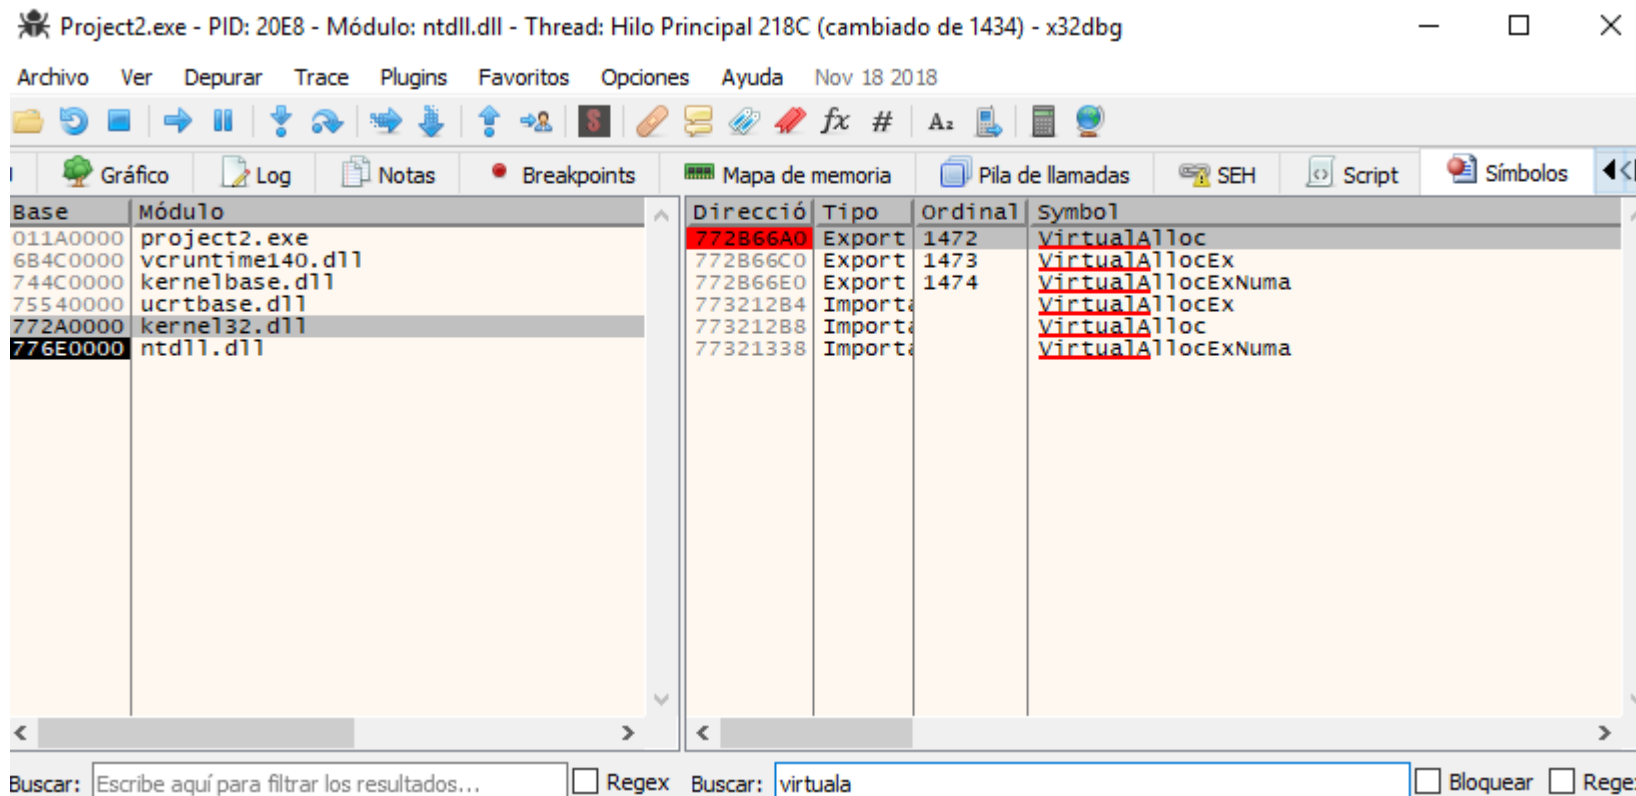 Project2.exe - PID: 20E8 - Módulo: ntdll.dll - Thread: Hilo Principal 218C (cambiado de 1434) - x32dbg
Archivo Ver Depurar Trace Plugins Favoritos Opciones Ayuda Nov 18 2018
Gráfico Log Notas Breakpoints Mapa de memoria Pila de llamadas SEH Script Símbolos
Base Módulo Direcció Tipo Ordinal Symbol
011A0000 project2.exe 772B66A0 Export 1472 VirtualAlloc
6B4C0000 vcruntime140.dll 772B66C0 Export 1473 VirtualAllocEx
744C0000 kernelbase.dll 772B66E0 Export 1474 VirtualAllocExNuma
75540000 ucrtbase.dll 773212B4 Importa VirtualAllocEx
772A0000 kernel32.dll 773212B8 Importa VirtualAlloc
776E0000 ntdll.dll 77321338 Importa VirtualAllocExNuma
Buscar: Escribe aquí para filtrar los resultados... Regex Buscar: virtuala Bloquear Rege